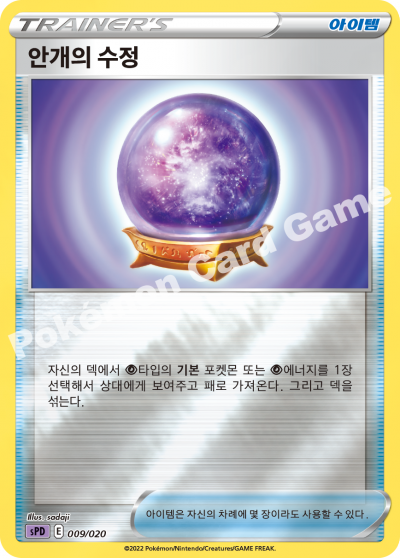 TRAINER'S
아이템
안개의 수정
Pokémon Card Game
자신의 덱에서 타입의 기본 포켓몬 또는 에너지를 1장
선택해서 상대에게 보여주고 패로 가져온다. 그리고 덱을
섞는다.
Illus. sadaji
sPD E 009/020
아이템은 자신의 차례에 몇 장이라도 사용할 수 있다.
©2022 Pokémon/Nintendo/Creatures/GAME FREAK.